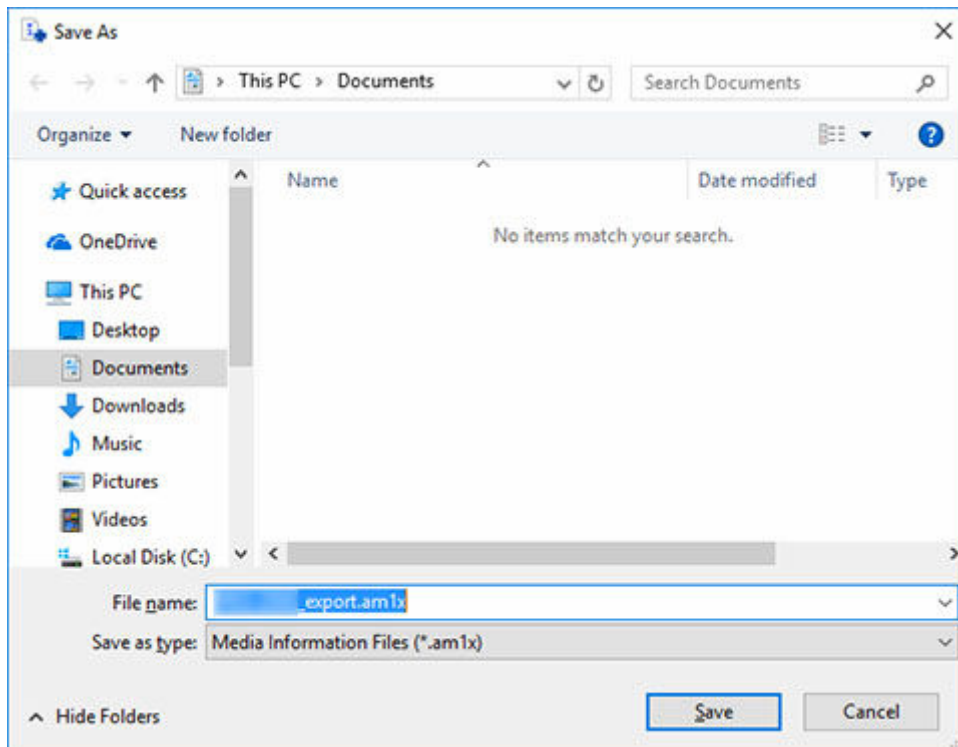 Save As
This PC > Documents
Search Documents
Organize
New folder
Name
Date modified
Type
No items match your search.
Quick access
OneDrive
This PC
Desktop
Documents
Downloads
Music
Pictures
Videos
Local Disk (C:)
File name: _export.am1x
Save as type: Media Information Files (*.am1x)
Hide Folders
Save
Cancel